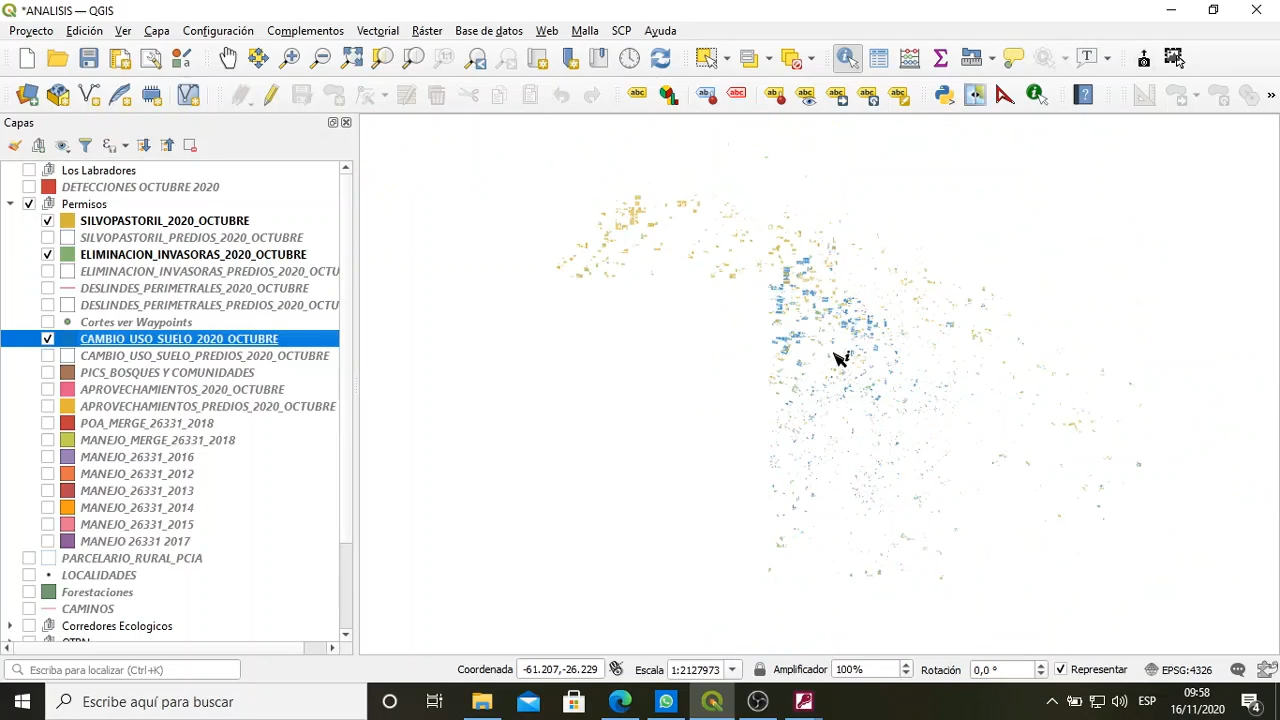 *ANALISIS — QGIS
Proyecto Edición Ver Capa Configuración Complementos Vectorial Ráster Base de datos Web Malla SCP Ayuda
Capas
Los Labradores
DETECCIONES OCTUBRE 2020
Permisos
SILVOPASTORIL_2020_OCTUBRE
SILVOPASTORIL_PREDIOS_2020_OCTUBRE
ELIMINACION_INVASORAS_2020_OCTUBRE
ELIMINACION_INVASORAS_PREDIOS_2020_OCTU
DESLINDES_PERIMETRALES_2020_OCTUBRE
DESLINDES_PERIMETRALES_PREDIOS_2020_OCTU
Cortes ver Waypoints
CAMBIO_USO_SUELO_2020_OCTUBRE
CAMBIO_USO_SUELO_PREDIOS_2020_OCTUBRE
PICS_BOSQUES Y COMUNIDADES
APROVECHAMIENTOS_2020_OCTUBRE
APROVECHAMIENTOS_PREDIOS_2020_OCTUBRE
POA_MERGE_26331_2018
MANEJO_MERGE_26331_2018
MANEJO_26331_2016
MANEJO_26331_2012
MANEJO_26331_2013
MANEJO_26331_2014
MANEJO_26331_2015
MANEJO 26331 2017
PARCELARIO_RURAL_PCIA
LOCALIDADES
Forestaciones
CAMINOS
Corredores Ecologicos
Escriba para localizar (Ctrl+K)
Coordenada -61.207,-26.229 Escala 1:2127973 Amplificador 100% Rotación 0,0 ° Representar EPSG:4326
Escribe aquí para buscar
ESP
09:58
16/11/2020
4